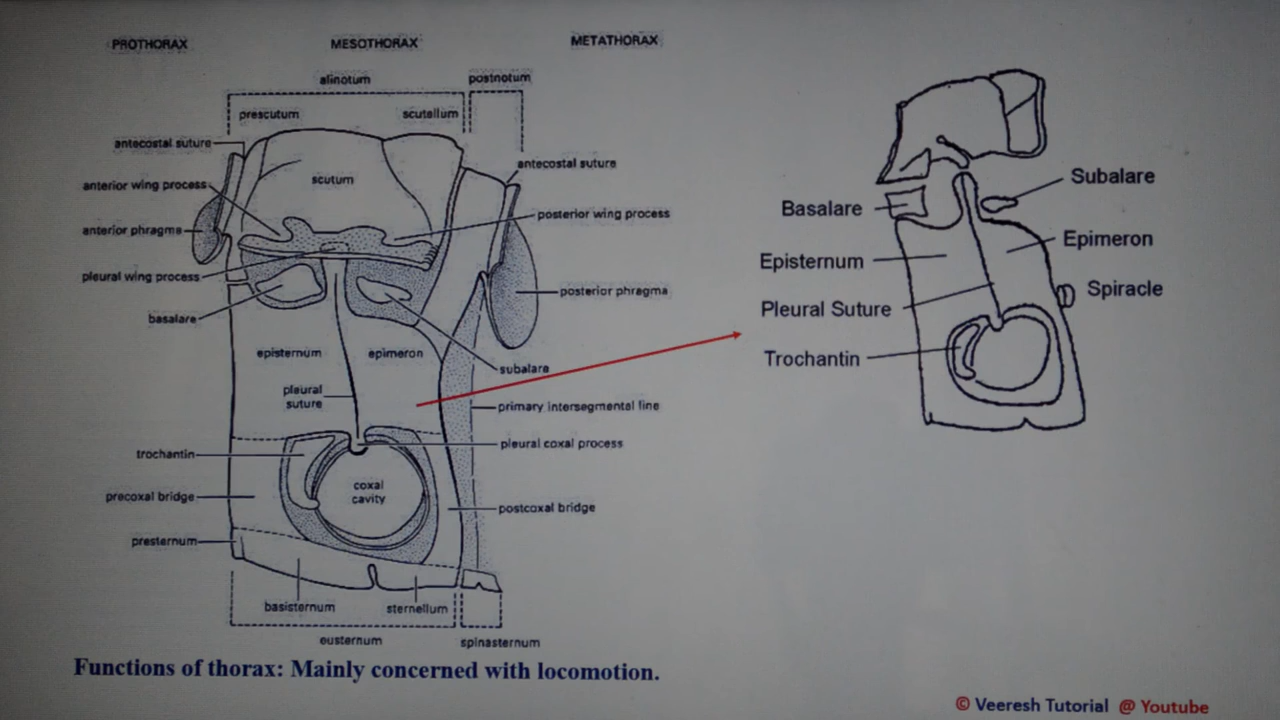 PROTHORAX MESOTHORAX METATHORAX
alinotum
postnotum
prescutum
scutellum
antecostal suture
antecostal suture
scutum
anterior wing process
posterior wing process
anterior phragma
pleural wing process
posterior phragma
basalare
episternum
epimeron
subalare
pleural
suture
primary intersegmental line
pleural coxal process
trochantin
coxal
cavity
precoxal bridge
postcoxal bridge
presternum
basisternum
sternellum
eusternum
spinasternum
Subalare
Basalare
Epimeron
Episternum
Spiracle
Pleural Suture
Trochantin
Functions of thorax: Mainly concerned with locomotion.
© Veeresh Tutorial @ Youtube